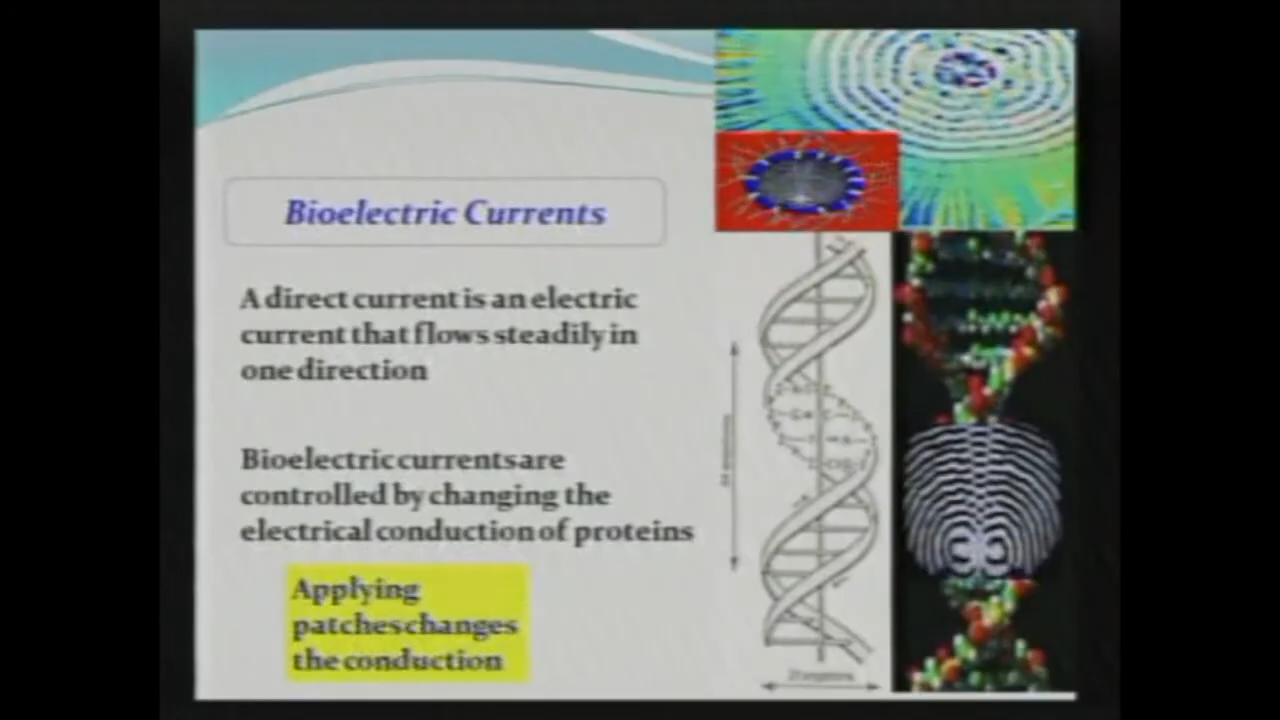 Bioelectric Currents
A direct current is an electric
current that flows steadily in
one direction
Bioelectric currents are
controlled by changing the
electrical conduction of proteins
Applying
patches changes
the conduction